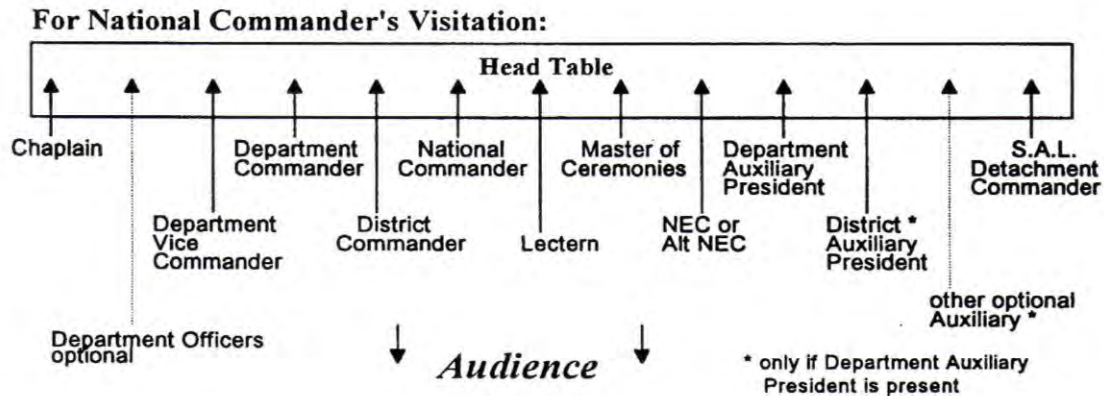 For National Commander's Visitation:
Head Table
Chaplain
Department
Commander
National
Commander
Master of
Ceremonies
Department
Auxiliary
President
S.A.L.
Detachment
Commander
Department
Vice
Commander
District
Commander
Lectern
NEC or
Alt NEC
District *
Auxiliary
President
other optional
Auxiliary *
Department Officers
optional
Audience
* only if Department Auxiliary
President is present